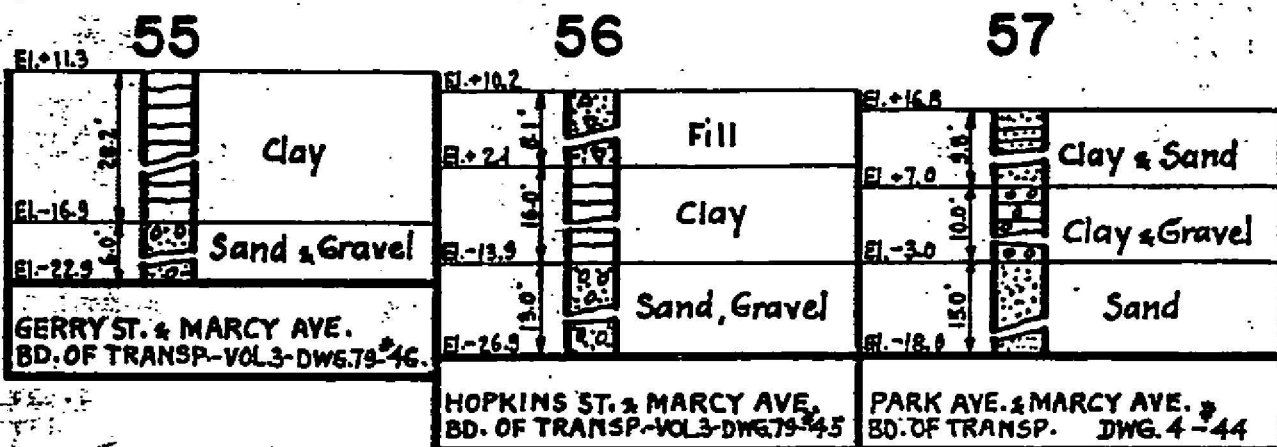 55
El.+11.3
28.2'
Clay
El.-16.9
6.0'
Sand & Gravel
El.-22.9
GERRY ST. & MARCY AVE.
BD. OF TRANSP.-VOL.3-DWG.79-#46.
56
El.+10.2
8.1'
Fill
El.+2.1
16.0'
Clay
El.-13.9
13.0'
Sand, Gravel
El.-26.9
HOPKINS ST. & MARCY AVE.
BD. OF TRANSP.-VOL.3-DWG.79-#45
57
El.+16.8
9.8'
Clay & Sand
El.+7.0
10.0'
Clay & Gravel
El.-3.0
15.0'
Sand
El.-18.0
PARK AVE. & MARCY AVE.
BD. OF TRANSP. DWG. 4-#44